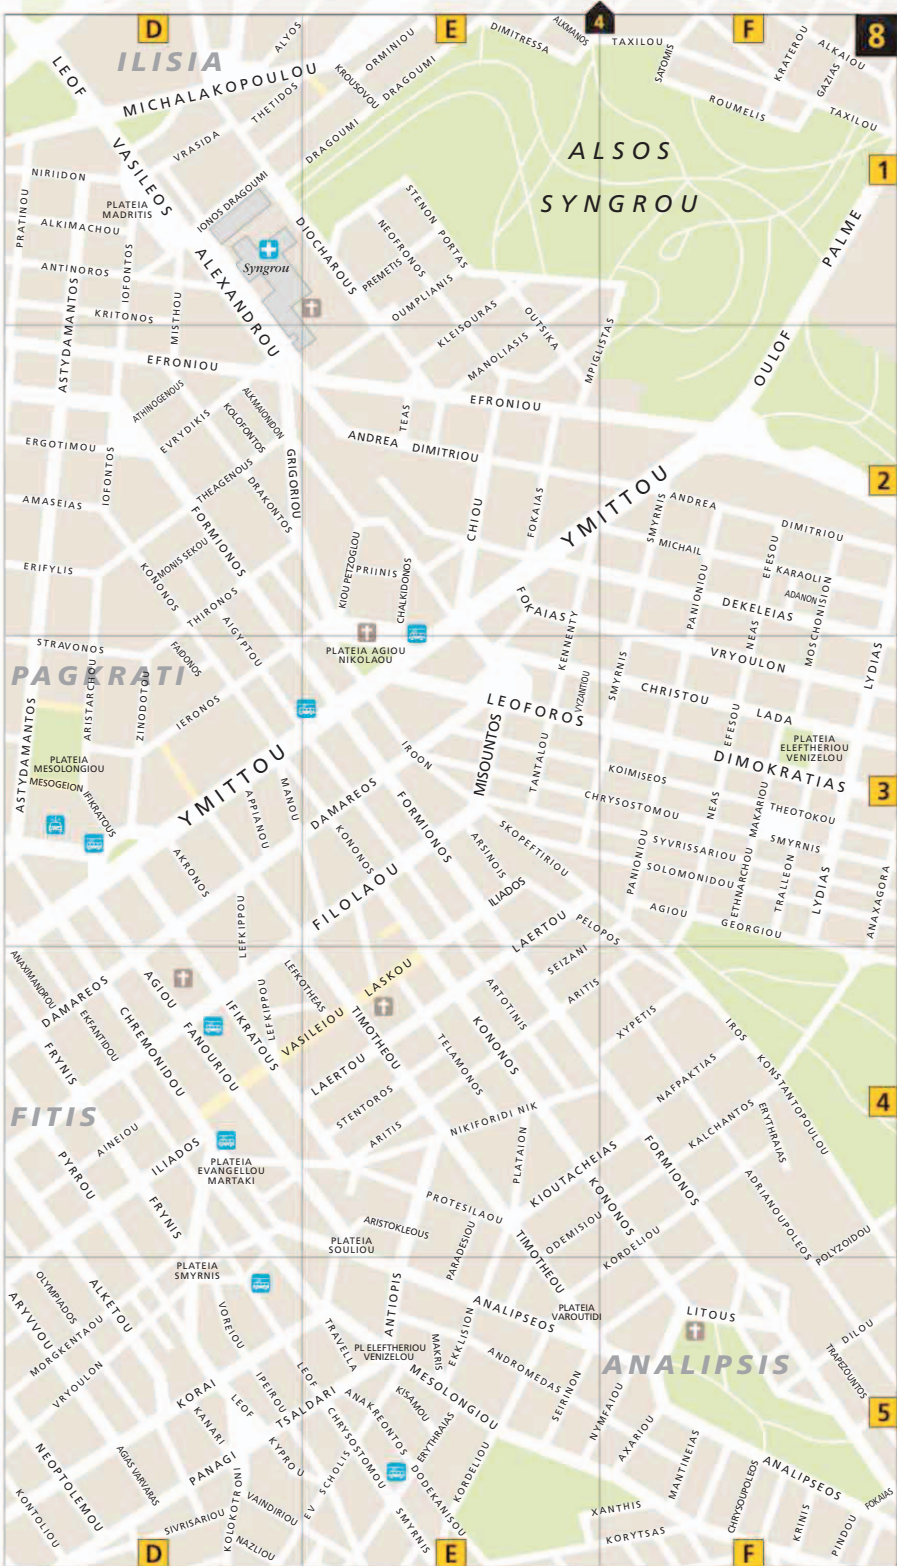 D
E
4
F
8
ILISIA
ALYOS
ORMINIOU
DIMITRESSA
ALKMANOS
TAXILOU
SATOMIS
KRATEROU
ALKAIOU
GAZIAS
LEOF
MICHALAKOPOULOU
THETIDOS
KROUSOVOU
DRAGOUMI
ROUMELIS
TAXILOU
VRASIDA
DRAGOUMI
ALSOS
SYNGROU
1
VASILEOS
NIRIIDON
PRATINOU
PLATEIA
MADRITIS
IONOS DRAGOUMI
STENON PORTAS
ALKIMACHOU
DIOCHAROUS
NEOFRONOS
PALME
ANTINOROS
IOFONTOS
ALEXANDROU
Syngrou
PREMETIS
OUMPLIANIS
KRITONOS
MISTHOU
KLEISOURAS
OUTSIKA
ASTYDAMANTOS
MANOLIASIS
MPIGLISTAS
OULOF
EFRONIOU
EFRONIOU
ATHINOGENOUS
ALKMAIONIDON
KOLOFONTOS
EVRYDIKIS
TEAS
ANDREA DIMITRIOU
ERGOTIMOU
IOFONTOS
GRIGORIOU
THEAGENOUS
DRAKONTOS
2
AMASEIAS
FORMIONOS
CHIOU
FOKAIAS
YMITTOU
SMYRNIS
ANDREA
DIMITRIOU
ZMONIS SEKOU
KONONOS
KIOU PETZOGLOU
PRIINIS
CHALKIDONOS
MICHAIL
EFESOU
KARAOLI
ADANON
ERIFYLIS
THIRONOS
AIGYPTOU
FOKAIAS
PANIONIOU
DEKELEIAS
NEAS
MOSCHONISION
STRAVONOS
FAIDONOS
PLATEIA AGIOU
NIKOLAOU
KENNENTY
VRYOULON
LYDIAS
PAGKRATI
ARISTARCHOU
ZINODOTOU
IERONOS
LEOFOROS
VYZANTIOU
SMYRNIS
CHRISTOU
LADA
ASTYDAMANTOS
EFESOU
PLATEIA
ELEFTHERIOU
VENIZELOU
PLATEIA
MESOLONGIOU
MESOGEION
IFIKRATOUS
YMITTOU
APPIANOU
MANOU
DAMAREOS
IROON
MISOUNTOS
TANTALOU
KOIMISEOS
DIMOKRATIAS
3
FORMIONOS
CHRYSOSTOMOU
NEAS
MAKARIOU
THEOTOKOU
KONONOS
ARSINOIS
SKOPEFTIRIOU
AKRONOS
PANIONIOU
SYVRISSARIOU
SMYRNIS
SOLOMONIDOU
ETHNARCHOU
TRALLEON
LYDIAS
ANAXAGORA
FILOLAOU
ILIADOS
LEFKIPPOU
LAERTOU
PELOPOS
AGIOU
GEORGIOU
ANAXIMANDROU
DAMAREOS
AGIOU
LEFKOTHEAS
LASKOU
SEIZANI
EKFANTIDOU
CHREMONIDOU
FANOURIOU
IFIKRATOUS
LEFKIPPOU
VASILEIOU
TIMOTHEOU
ARTOTINIS
ARITIS
KONONOS
XYPETIS
IROS
FRYNIS
LAERTOU
TELAMONOS
KONSTANTOPOULOU
NAFPAKTIAS
4
FITIS
AINEIOU
STENTOROS
ARITIS
NIKIFORIDI NIK
KALCHANTOS
ERYTHRAIAS
ILIADOS
PLATEIA
EVANGELLOU
MARTAKI
PLATAION
KIOUTACHEIAS
FORMIONOS
PYRROU
FRYNIS
PROTESILAOU
KONONOS
ADRIANOUPOLEOS
ARISTOKLEOUS
PLATEIA
SOULIOU
PARADESIOU
TIMOTHEOU
ODEMISIOU
KORDELIOU
POLYZOIDOU
PLATEIA
SMYRNIS
OLYMPIADOS
ALKETOU
ARYVVOU
ANTIOPIS
ANALIPSEOS
PLATEIA
VAROUTIDI
LITOUS
MORGKENTAOU
VOREIOU
TRAVELLA
MAKRIS
EKKLISION
PL ELEFTHERIOU
VENIZELOU
DILOU
TRAPEZOUNTOS
ANALIPSIS
VRYOULON
IPEIROU
LEOF
MESOLONGIOU
ANDROMEDAS
SEIRINON
KORAI
KANARI
LEOF
TSALDARI
ANAKREONTOS
KISAMOU
NYMFAIOU
5
CHRYSOSTOMOU
ERYTHRAIAS
AXARIOU
MANTINEIAS
NEOPTOLEMOU
AGIAS VARVARAS
PANAGI
KYPROU
EV SCHOLIS
DODEKANISOU
KORDELIOU
CHRYSOUPOLEOS
ANALIPSEOS
KONTOLIOU
SIVRISARIOU
KOLOKOTRONI
VAINDIRIOU
NAZLIOU
SMYRNIS
XANTHIS
KORYTSAS
KRINIS
PINDOU
FOKAIAS
D
E
F